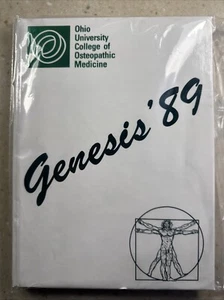 Ohio
University
College of
Osteopathic
Medicine
Genesis '89